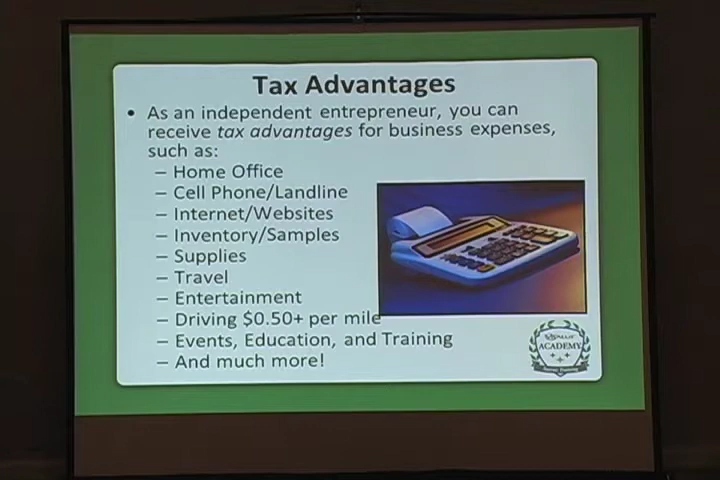 Tax Advantages
• As an independent entrepreneur, you can
receive tax advantages for business expenses,
such as:
– Home Office
– Cell Phone/Landline
– Internet/Websites
– Inventory/Samples
– Supplies
– Travel
– Entertainment
– Driving $0.50+ per mile
– Events, Education, and Training
– And much more!
ACADEMY